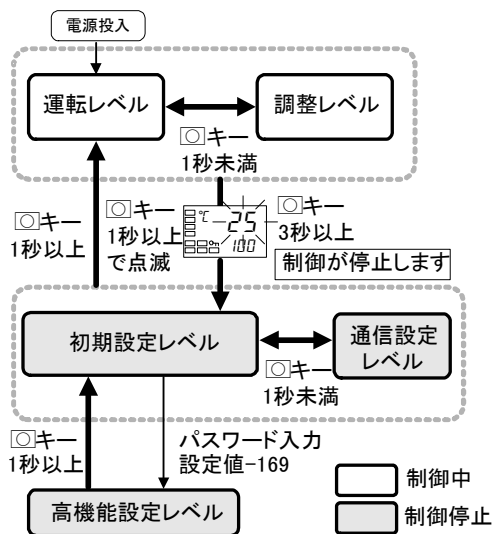 電源投入
運転レベル
調整レベル
キー
1秒未満
キー
1秒以上
キー
1秒以上
で点滅
℃
25
100
キー
3秒以上
制御が停止します
初期設定レベル
通信設定
レベル
キー
1秒未満
キー
1秒以上
パスワード入力
設定値-169
高機能設定レベル
制御中
制御停止